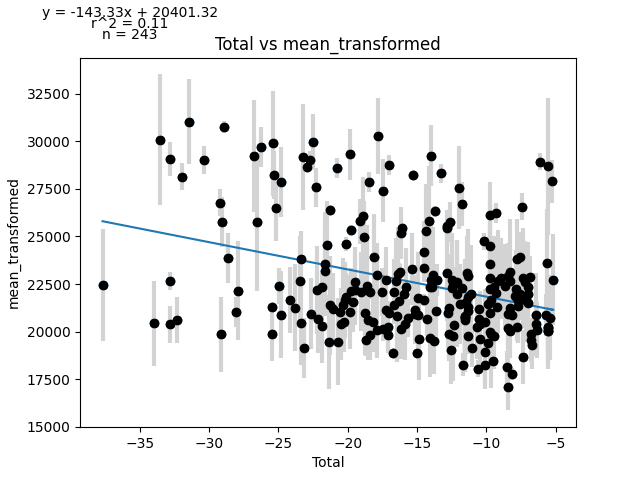 y = -143.33x + 20401.32
r^2 = 0.11
n = 243
Total vs mean_transformed
32500
30000
27500
25000
22500
20000
17500
15000
mean_transformed
−35 −30 −25 −20 −15 −10 −5
Total